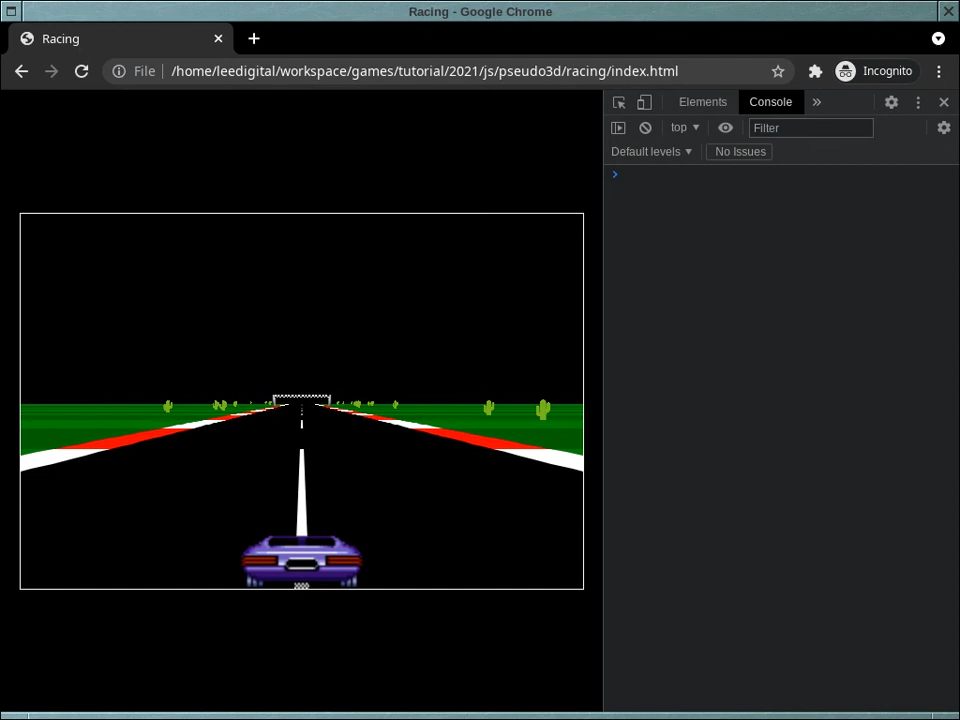 Racing - Google Chrome
Racing
File /home/leedigital/workspace/games/tutorial/2021/js/pseudo3d/racing/index.html Incognito
Elements Console
top Filter
Default levels No Issues